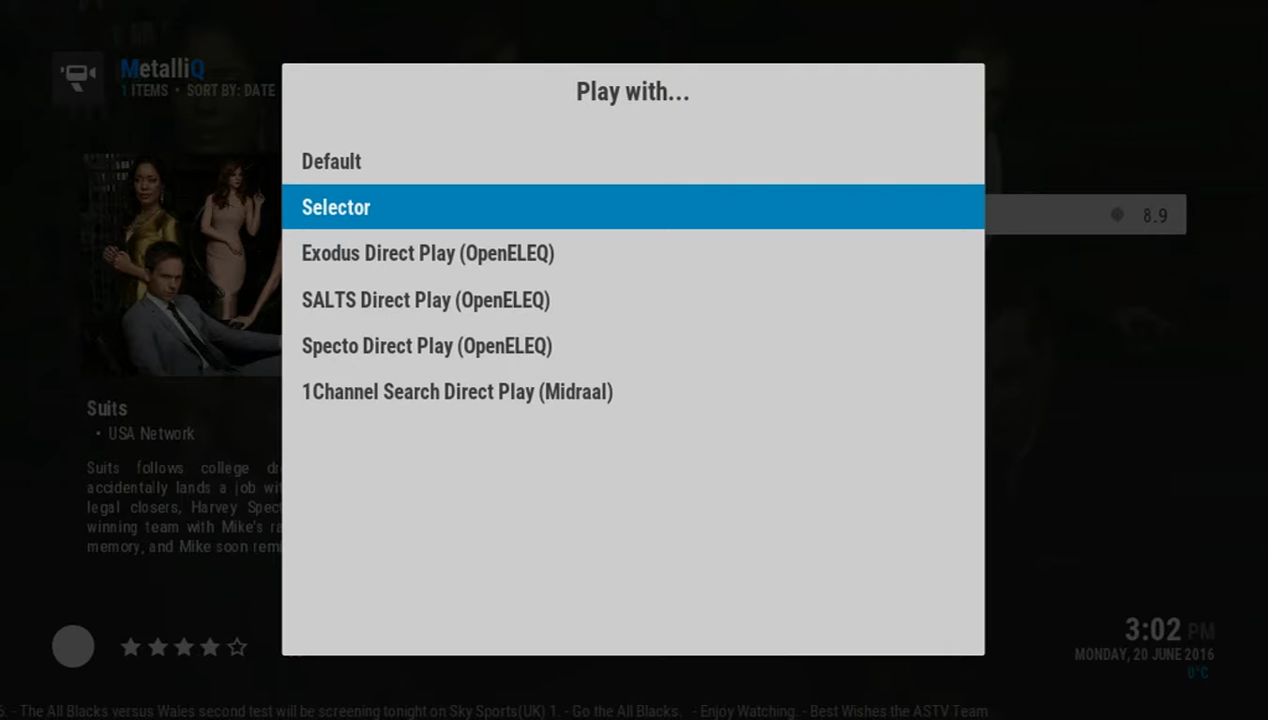 MetalliQ
1 ITEMS • SORT BY: DATE
Play with...
Default
Selector
Exodus Direct Play (OpenELEQ)
SALTS Direct Play (OpenELEQ)
Specto Direct Play (OpenELEQ)
1Channel Search Direct Play (Midraal)
8.9
Suits
• USA Network
Suits follows college
accidentally lands a job
legal closers, Harvey
winning team with Mike's
memory, and Mike soon
3:02 PM
MONDAY, 20 JUNE 2016
0°C
- The All Blacks versus Wales second test will be screening tonight on Sky Sports(UK) 1. - Go the All Blacks. - Enjoy Watching. - Best Wishes the ASTV Team